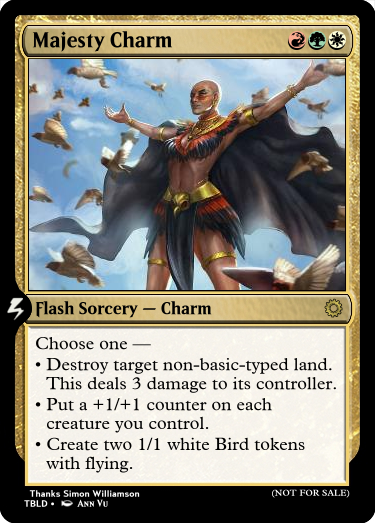 Majesty Charm
Flash Sorcery — Charm
Choose one —
• Destroy target non-basic-typed land.
This deals 3 damage to its controller.
• Put a +1/+1 counter on each
creature you control.
• Create two 1/1 white Bird tokens
with flying.
Thanks Simon Williamson
(NOT FOR SALE)
TBLD • Ann Vu